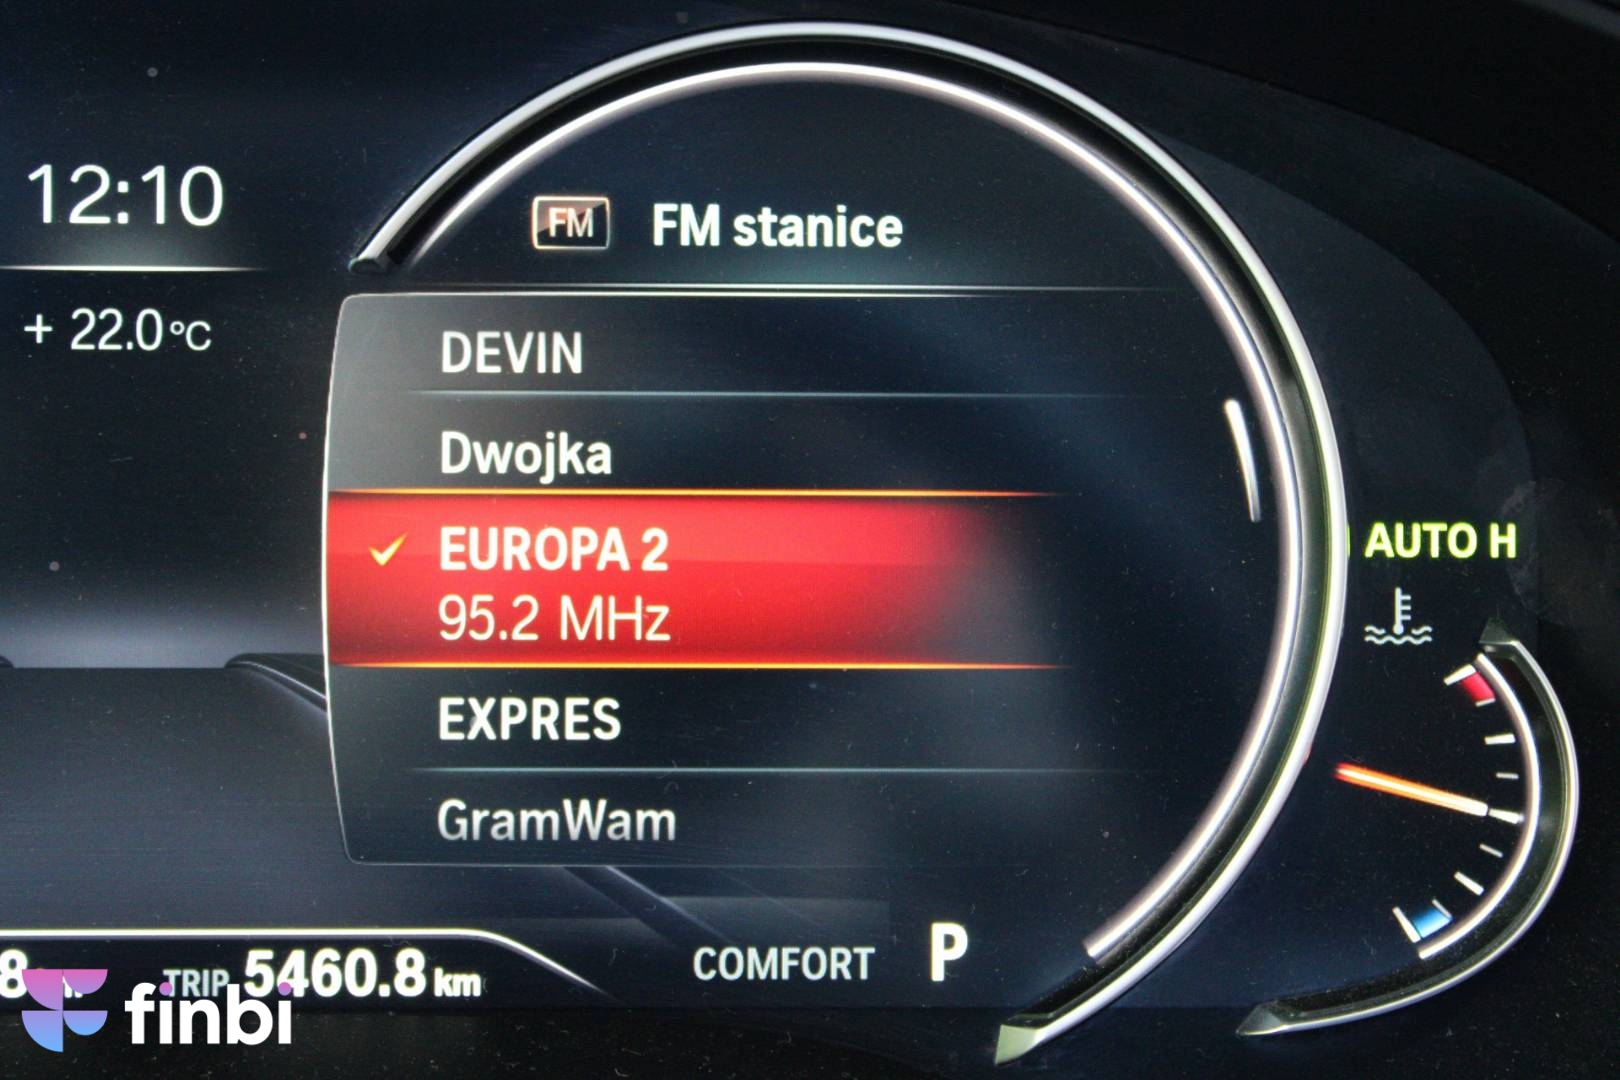 12:10
+ 22.0°C
FM FM stanice
DEVIN
Dwojka
EUROPA 2
95.2 MHz
EXPRES
GramWam
AUTO H
COMFORT P
8 TRIP 5460.8 km
finbi